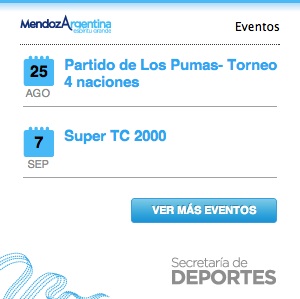 MendozArgentina
espíritu grande
Eventos
25
AGO
Partido de Los Pumas- Torneo
4 naciones
7
SEP
Super TC 2000
VER MÁS EVENTOS
Secretaría de
DEPORTES